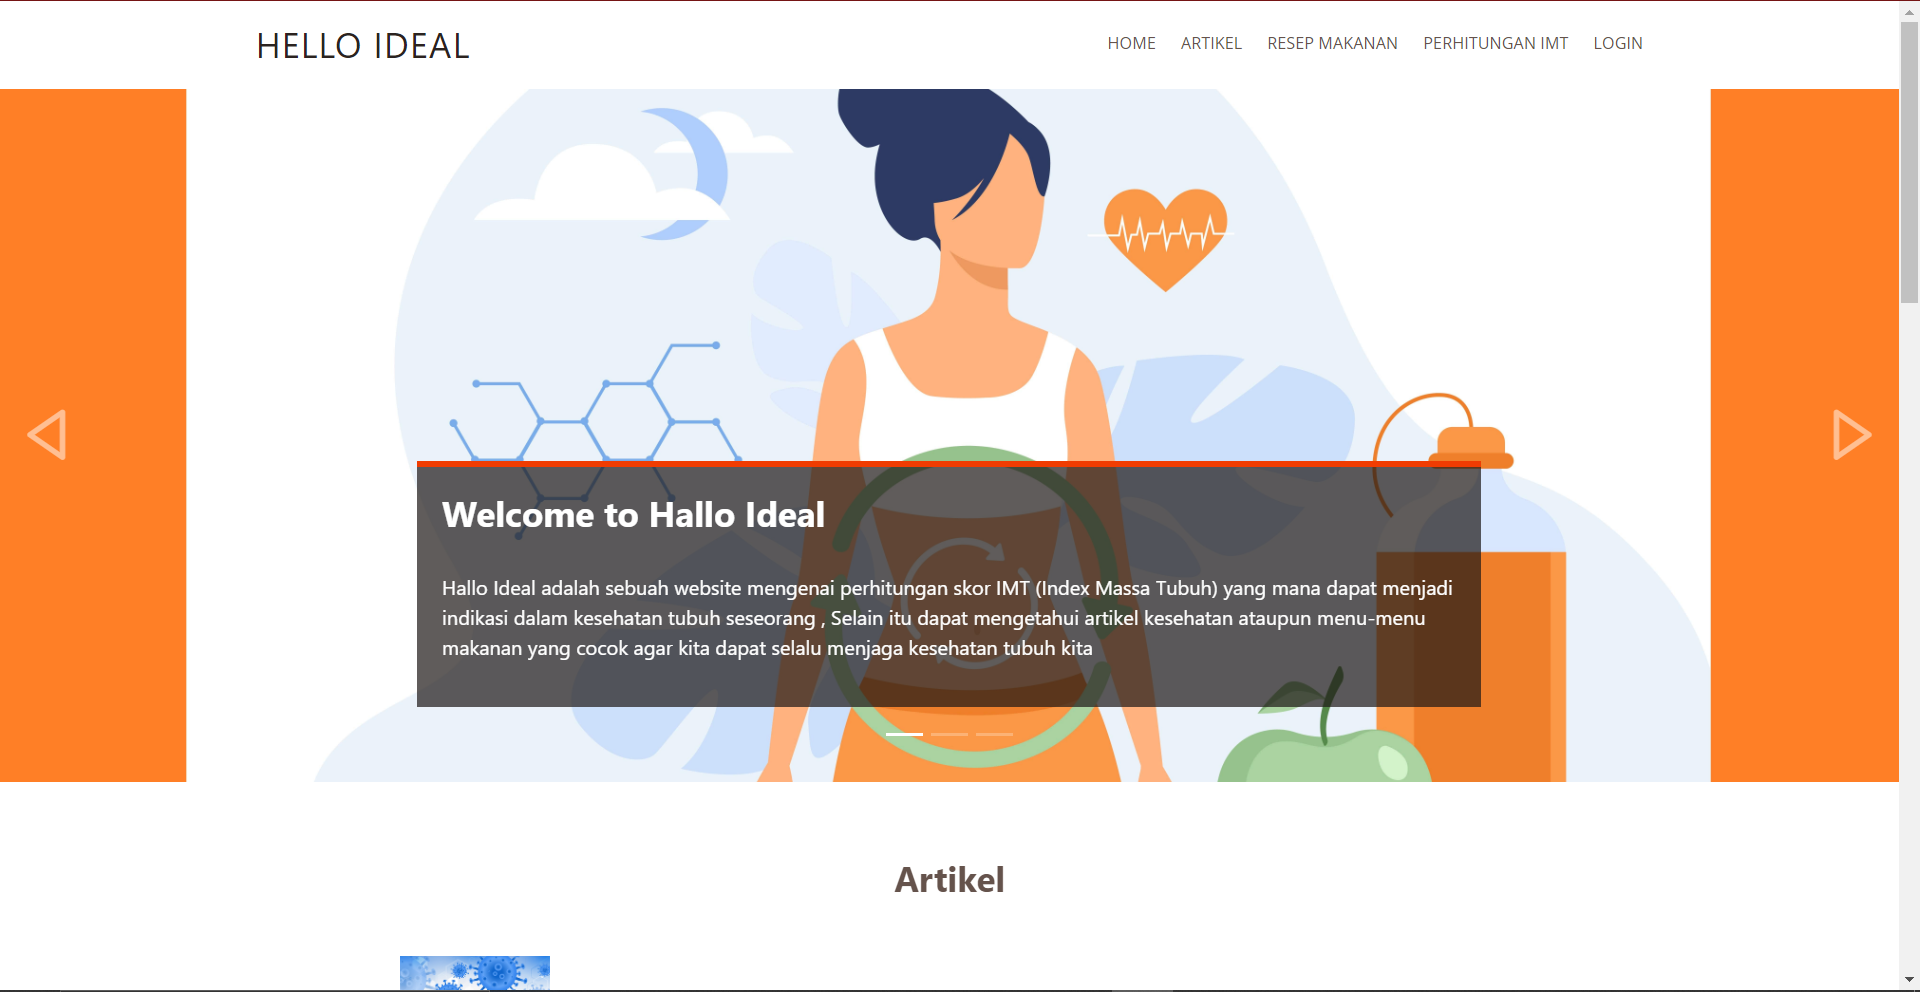 HELLO IDEAL
HOME ARTIKEL RESEP MAKANAN PERHITUNGAN IMT LOGIN
Welcome to Hallo Ideal
Hallo Ideal adalah sebuah website mengenai perhitungan skor IMT (Index Massa Tubuh) yang mana dapat menjadi
indikasi dalam kesehatan tubuh seseorang , Selain itu dapat mengetahui artikel kesehatan ataupun menu-menu
makanan yang cocok agar kita dapat selalu menjaga kesehatan tubuh kita
Artikel